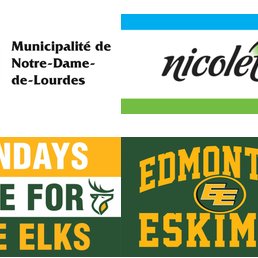 Municipalité de
Notre-Dame-
de-Lourdes
nicolet
NDAYS
E FOR
E ELKS
EDMONT
EE
ESKIM